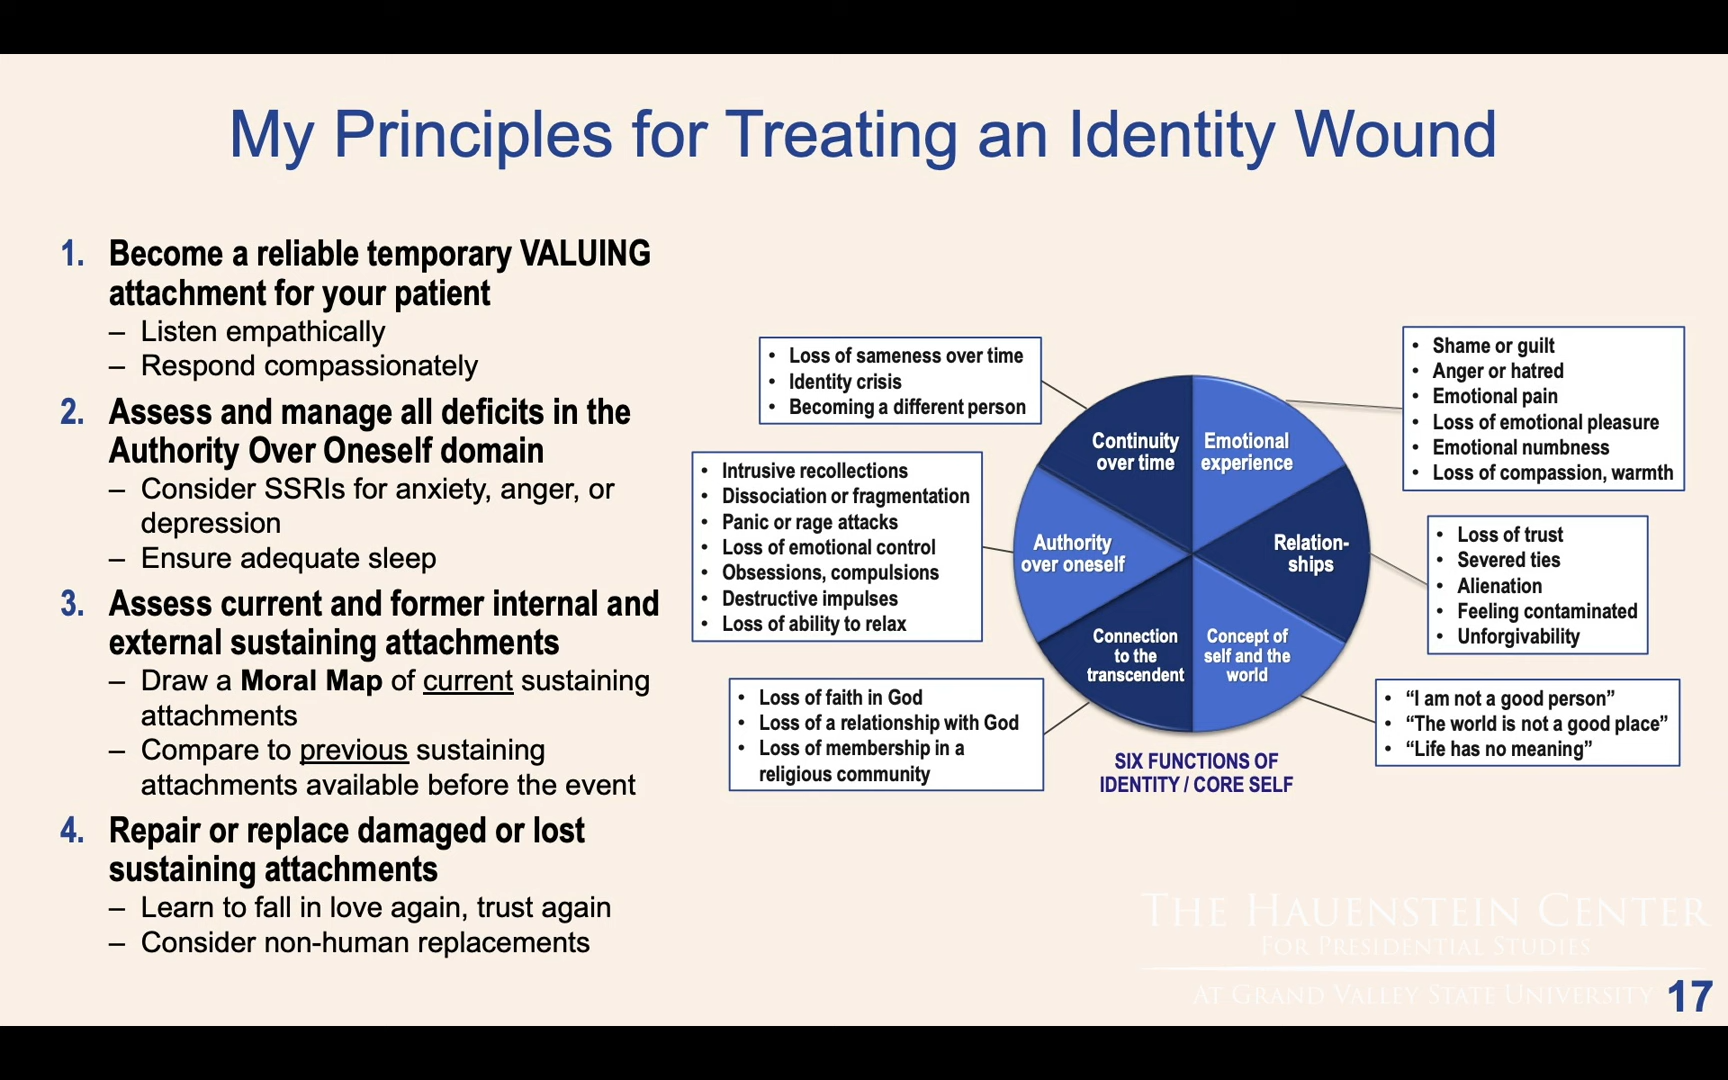 My Principles for Treating an Identity Wound
1. Become a reliable temporary VALUING
attachment for your patient
– Listen empathically
– Respond compassionately
2. Assess and manage all deficits in the
Authority Over Oneself domain
– Consider SSRIs for anxiety, anger, or
depression
– Ensure adequate sleep
3. Assess current and former internal and
external sustaining attachments
– Draw a Moral Map of current sustaining
attachments
– Compare to previous sustaining
attachments available before the event
4. Repair or replace damaged or lost
sustaining attachments
– Learn to fall in love again, trust again
– Consider non-human replacements
• Loss of sameness over time
• Identity crisis
• Becoming a different person
• Intrusive recollections
• Dissociation or fragmentation
• Panic or rage attacks
• Loss of emotional control
• Obsessions, compulsions
• Destructive impulses
• Loss of ability to relax
• Loss of faith in God
• Loss of a relationship with God
• Loss of membership in a
religious community
Continuity
over time
Emotional
experience
Authority
over oneself
Relation-
ships
Connection
to the
transcendent
Concept of
self and the
world
SIX FUNCTIONS OF
IDENTITY / CORE SELF
• Shame or guilt
• Anger or hatred
• Emotional pain
• Loss of emotional pleasure
• Emotional numbness
• Loss of compassion, warmth
• Loss of trust
• Severed ties
• Alienation
• Feeling contaminated
• Unforgivability
• “I am not a good person”
• “The world is not a good place”
• “Life has no meaning”
THE HAUENSTEIN CENTER
FOR PRESIDENTIAL STUDIES
AT GRAND VALLEY STATE UNIVERSITY
17